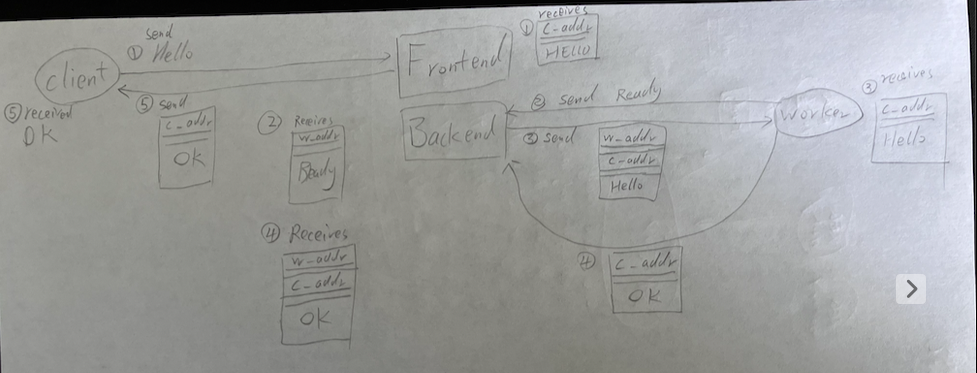 send
① Hello
client
⑤ received
OK
⑤ send
C_addr
OK
Frontend
① receives
C-addr
HELLO
Backend
② Receives
w_addr
Ready
② Send Ready
③ send
w_addr
C_addr
Hello
worker
③ receives
C_addr
Hello
④ Receives
w_addr
C_addr
OK
④
C_addr
OK